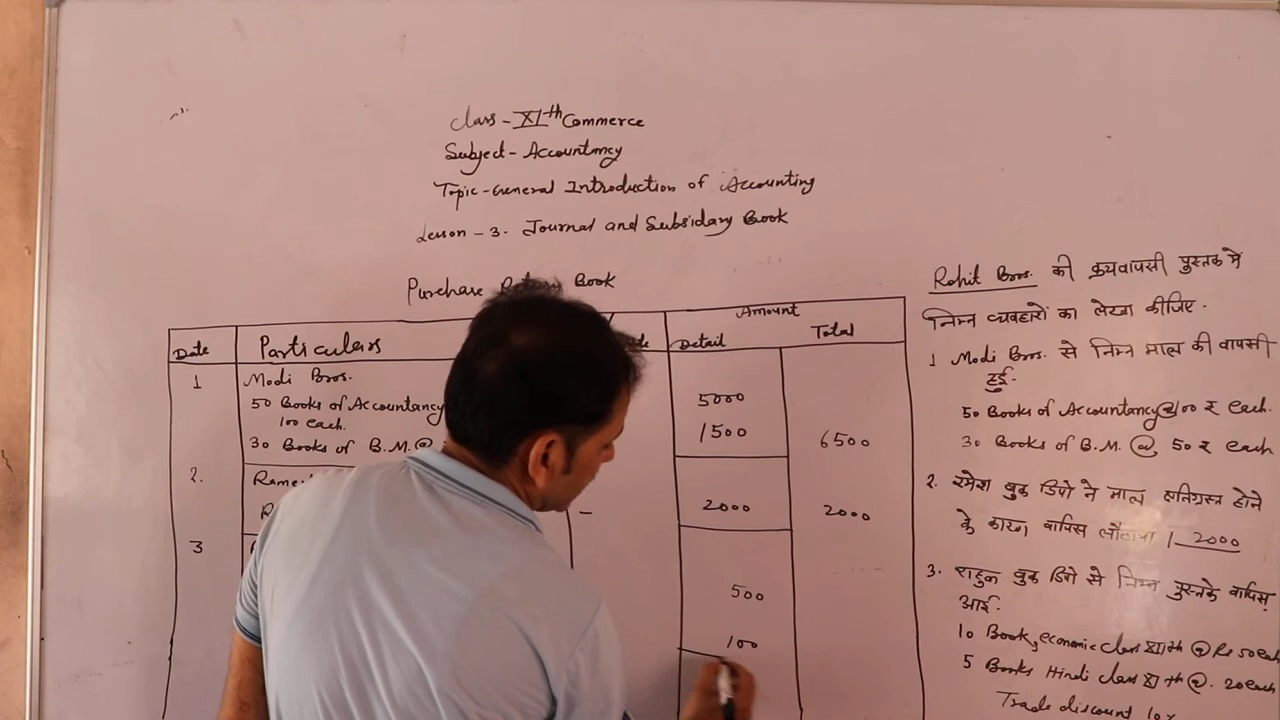 Class - XIth Commerce
Subject - Accountancy
Topic - General Introduction of Accounting
Lesson - 3. Journal and Subsidary Book
Purchase Return Book
Date Particulars Amount
Detail Total
1 Modi Bros.
50 Books of Accountancy 5000
100 each.
30 Books of B.M. @ 1500 6500
2.
- 2000 2000
3
500
100
Rohit Bros. की क्रयवापसी पुस्तक मे
निम्न व्यवहारों का लेखा कीजिए.
1 Modi Bros. से निम्न माल की वापसी
हुई.
50 Books of Accountancy @ 100 ₹ each.
30 Books of B.M. @ 50 ₹ each
2. रमेश बुक डिपो ने माल हानिग्रस्त होने
के कारण वापिस 2000
3. बुक डिपो से निम्न पुस्तके वापिस
आई.
10 Book, economic class XIth @ Rs 50 each
5 Books Hindi class XIth @. 20 each
Trade discount